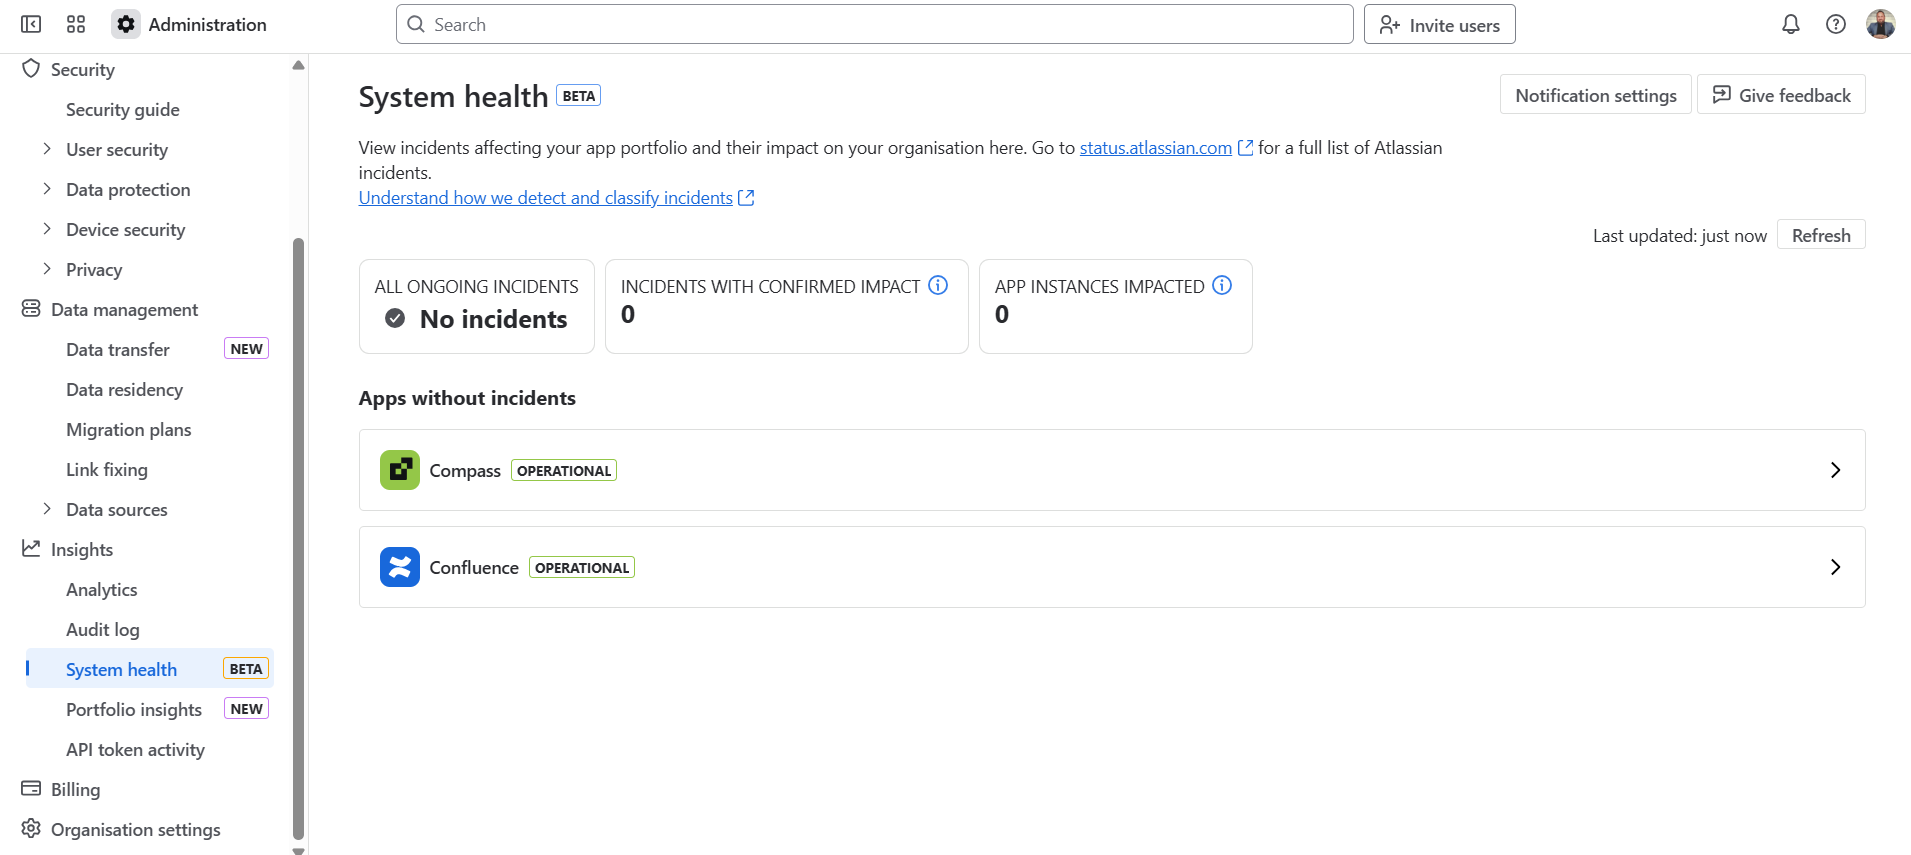 Administration
Search
Invite users
Security
Security guide
User security
Data protection
Device security
Privacy
Data management
Data transfer NEW
Data residency
Migration plans
Link fixing
Data sources
Insights
Analytics
Audit log
System health BETA
Portfolio insights NEW
API token activity
Billing
Organisation settings
System health BETA
Notification settings
Give feedback
View incidents affecting your app portfolio and their impact on your organisation here. Go to status.atlassian.com for a full list of Atlassian
incidents.
Understand how we detect and classify incidents
Last updated: just now Refresh
ALL ONGOING INCIDENTS
No incidents
INCIDENTS WITH CONFIRMED IMPACT
0
APP INSTANCES IMPACTED
0
Apps without incidents
Compass OPERATIONAL
Confluence OPERATIONAL